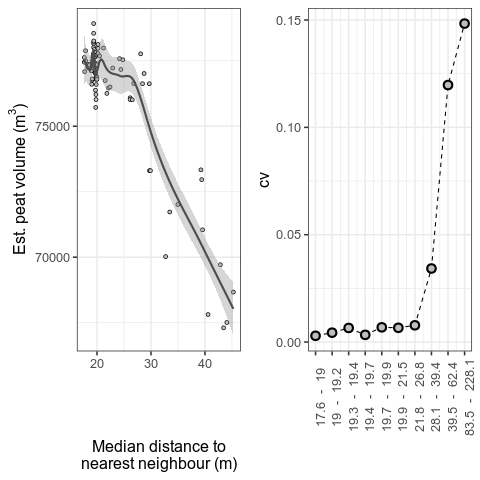 Est. peat volume (m³)
75000
70000
20
30
40
Median distance to
nearest neighbour (m)
cv
0.15
0.10
0.05
0.00
17.6 - 19
19 - 19.2
19.3 - 19.4
19.4 - 19.7
19.7 - 19.9
19.9 - 21.5
21.8 - 26.8
28.1 - 39.4
39.5 - 62.4
83.5 - 228.1